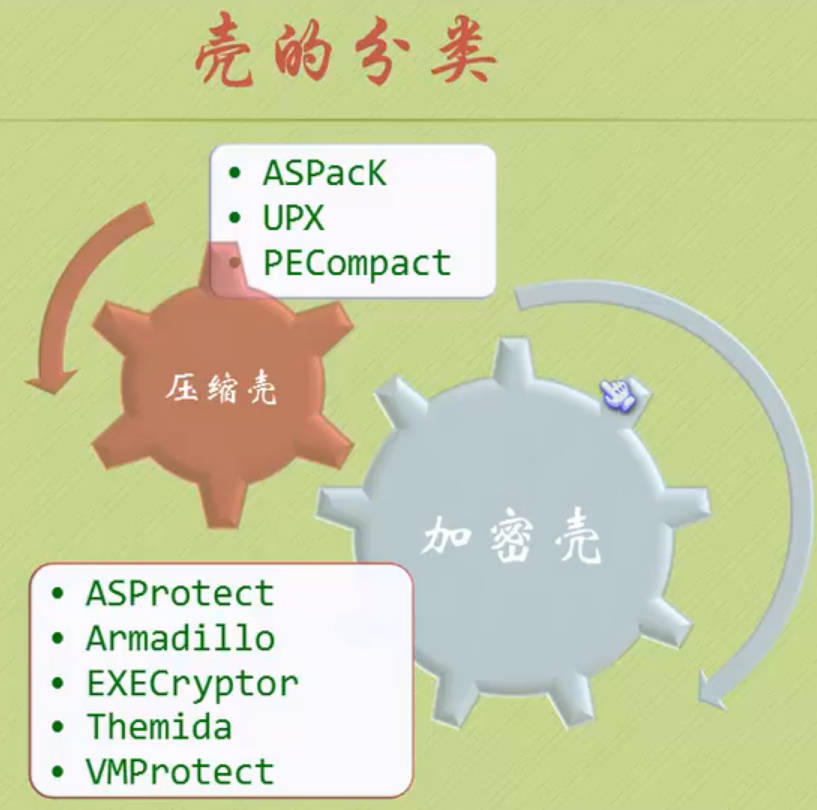 壳的分类
• ASPacK
• UPX
• PECompact
压缩壳
加密壳
• ASProtect
• Armadillo
• EXECryptor
• Themida
• VMProtect